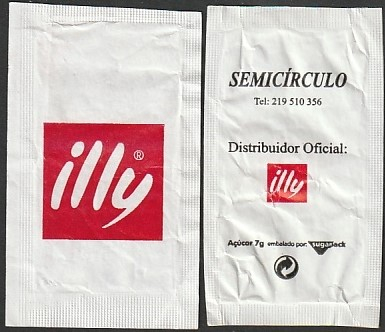 illy®
SEMICÍRCULO
Tel: 219 510 356
Distribuidor Oficial:
illy
Açúcar 7g embalado por: sugarpack